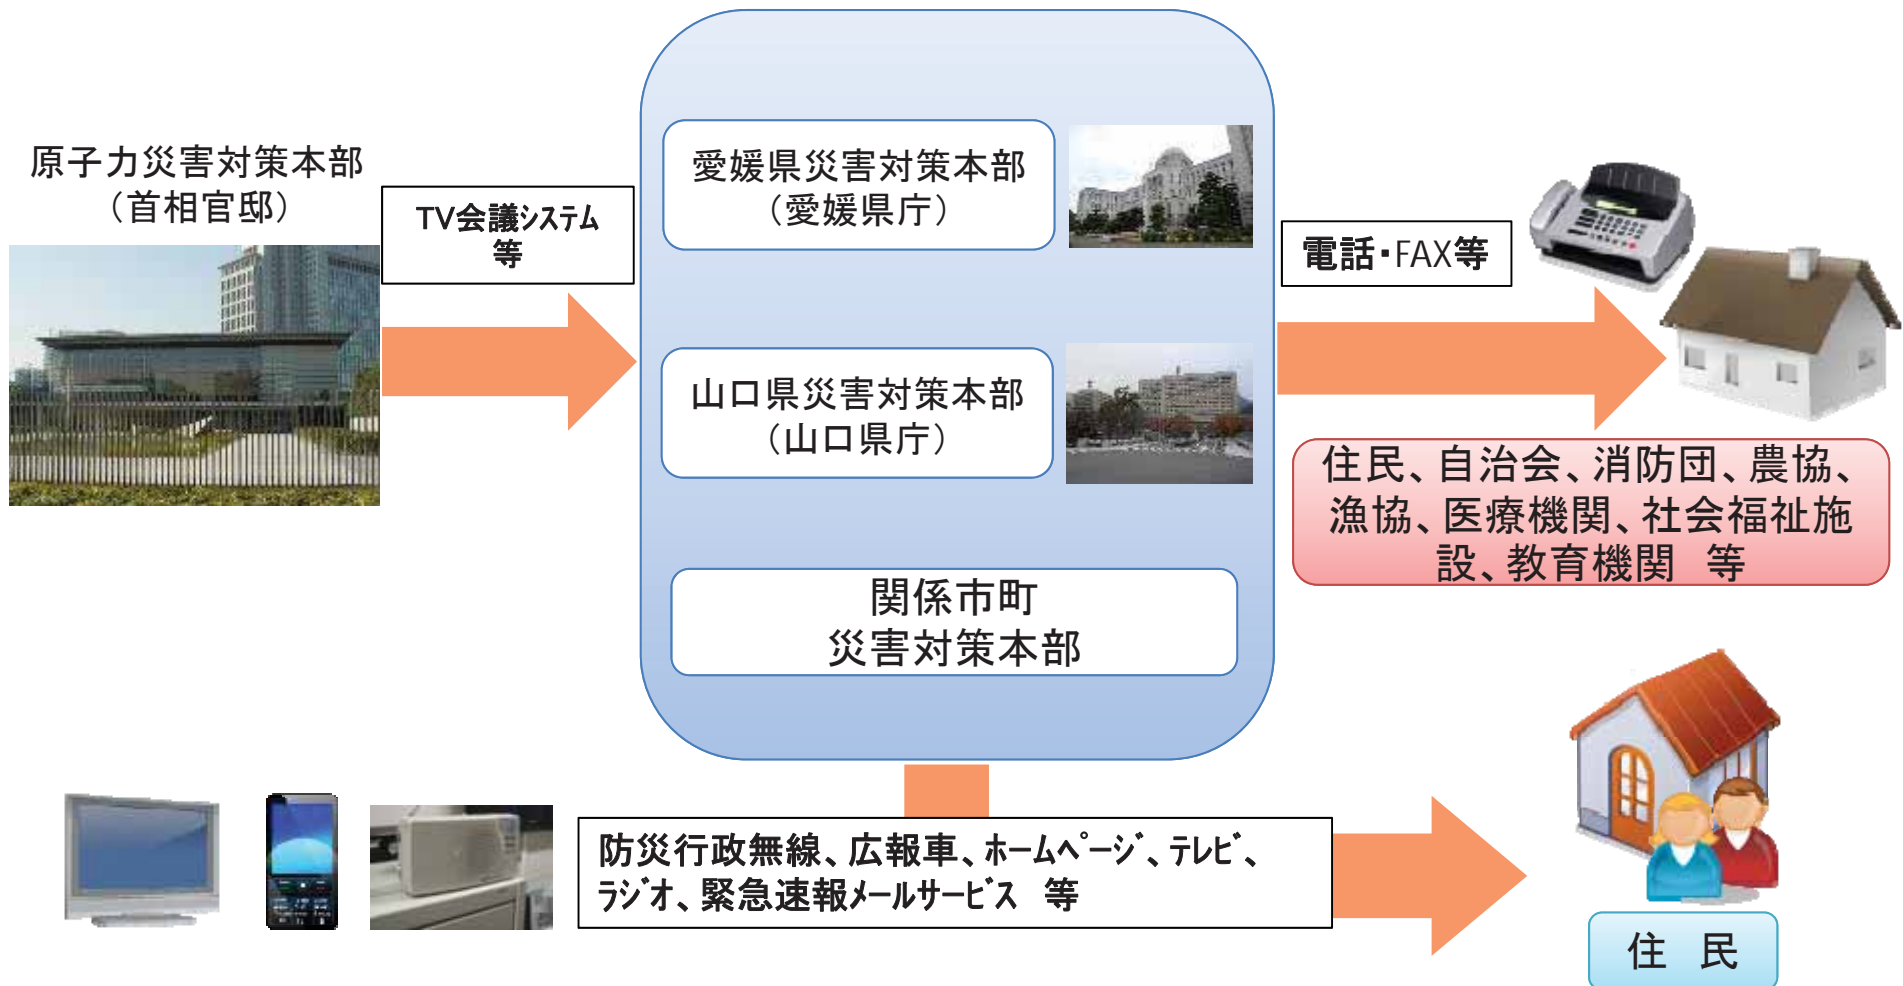 原子力災害対策本部
（首相官邸）
TV会議システム
等
愛媛県災害対策本部
（愛媛県庁）
山口県災害対策本部
（山口県庁）
関係市町
災害対策本部
電話・FAX等
住民、自治会、消防団、農協、
漁協、医療機関、社会福祉施
設、教育機関　等
防災行政無線、広報車、ホームページ、テレビ、
ラジオ、緊急速報メールサービス　等
住　民